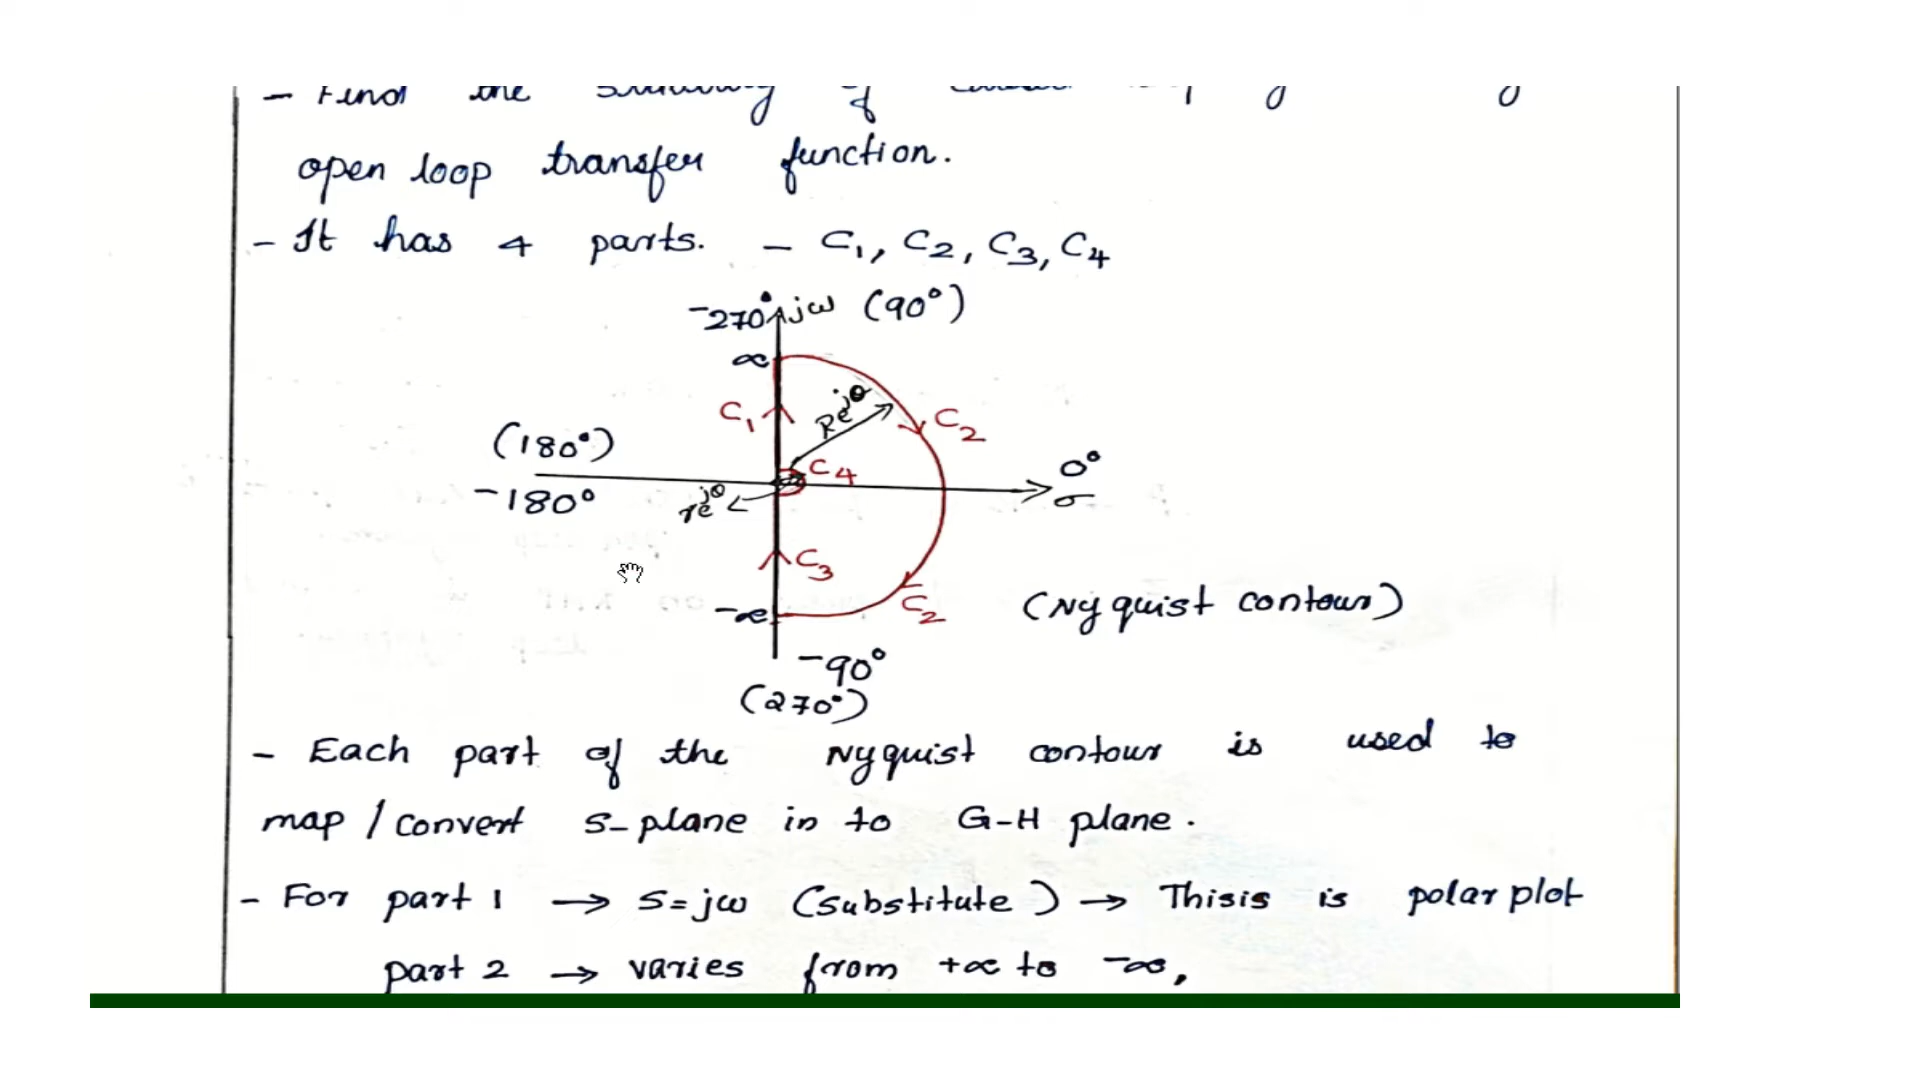 - Find the of
open loop transfer function.
- It has 4 parts. - C1, C2, C3, C4
-270° jω (90°)
∞
Re^jθ
C1 C2
(180°) C4 0°
-180° re^jθ σ
C3
-∞ C2 (Nyquist contour)
-90°
(270°)
- Each part of the Nyquist contour is used to
map / convert s-plane in to G-H plane.
- For part 1 → s=jω (substitute) → Thisis is polar plot
part 2 → varies from +∞ to -∞,